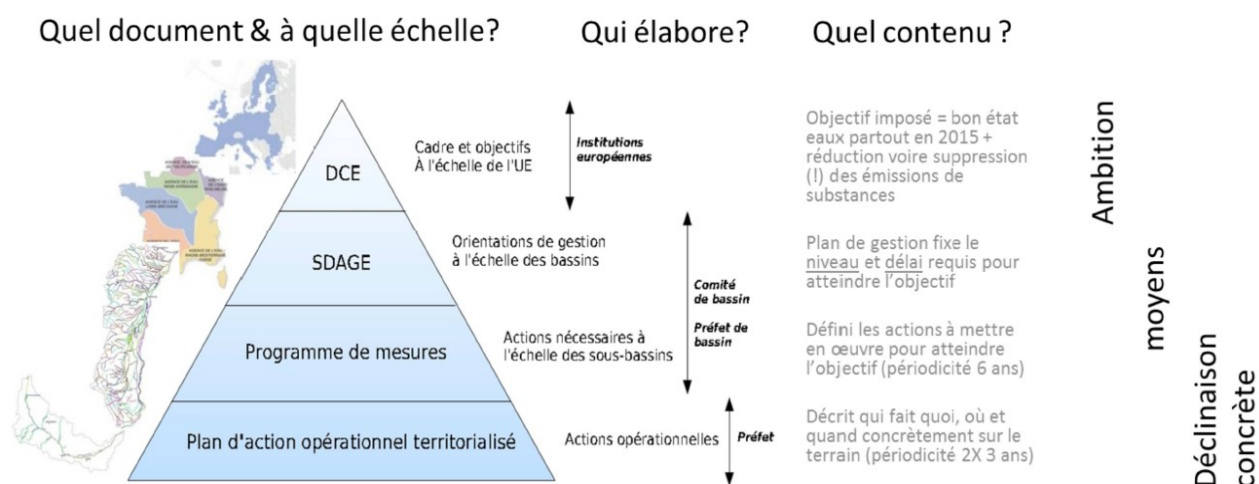 Quel document & à quelle échelle?
Qui élabore?
Quel contenu ?
DCE
Cadre et objectifs
À l'échelle de l'UE
Institutions
européennes
Objectif imposé = bon état
eaux partout en 2015 +
réduction voire suppression
(!) des émissions de
substances
Ambition
SDAGE
Orientations de gestion
à l'échelle des bassins
Comité
de bassin
Préfet de
bassin
Plan de gestion fixe le
niveau et délai requis pour
atteindre l'objectif
moyens
Programme de mesures
Actions nécessaires à
l'échelle des sous-bassins
Défini les actions à mettre
en œuvre pour atteindre
l'objectif (périodicité 6 ans)
Plan d'action opérationnel territorialisé
Actions opérationnelles
Préfet
Décrit qui fait quoi, où et
quand concrètement sur le
terrain (périodicité 2X 3 ans)
Déclinaison
concrète